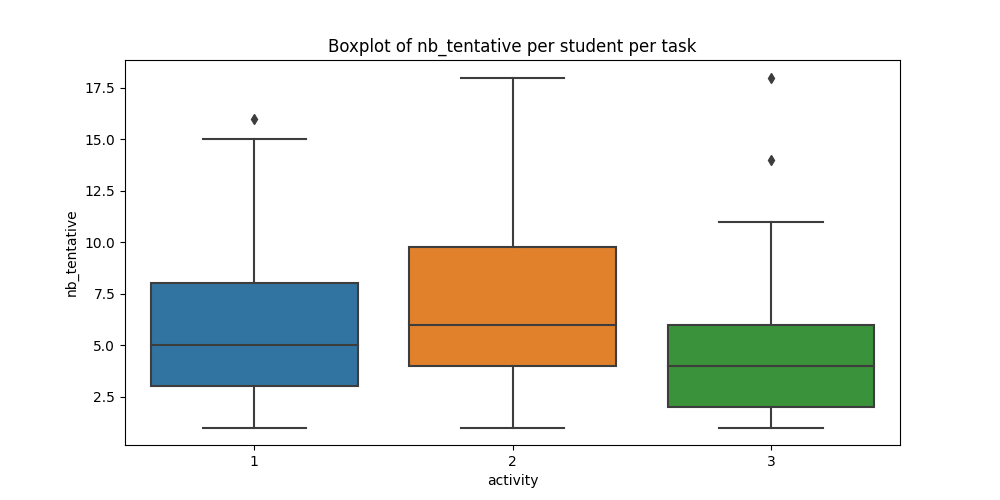 Boxplot of nb_tentative per student per task
17.5
15.0
12.5
10.0
7.5
5.0
2.5
nb_tentative
1 2 3
activity